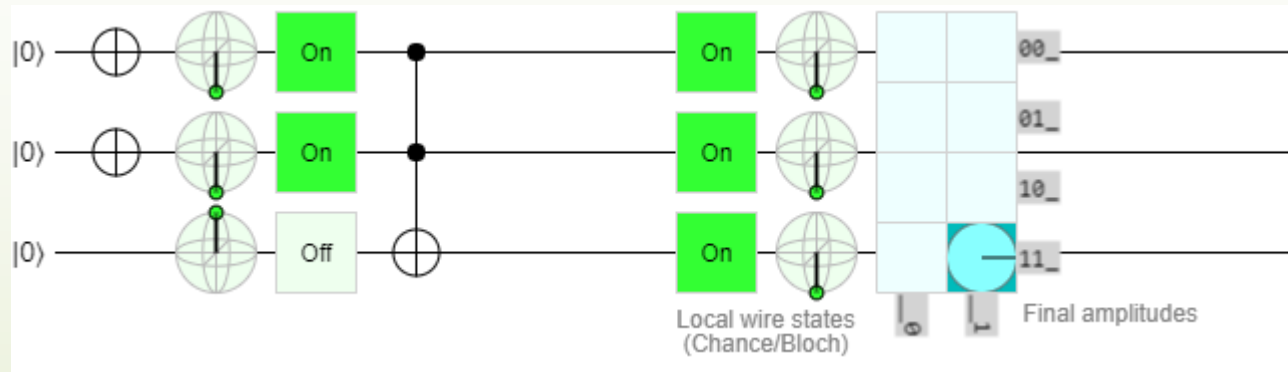 |0⟩ On On 00_
01_
|0⟩ On On
10_
|0⟩ Off On 11_
Local wire states
(Chance/Bloch)
_0 _1
Final amplitudes